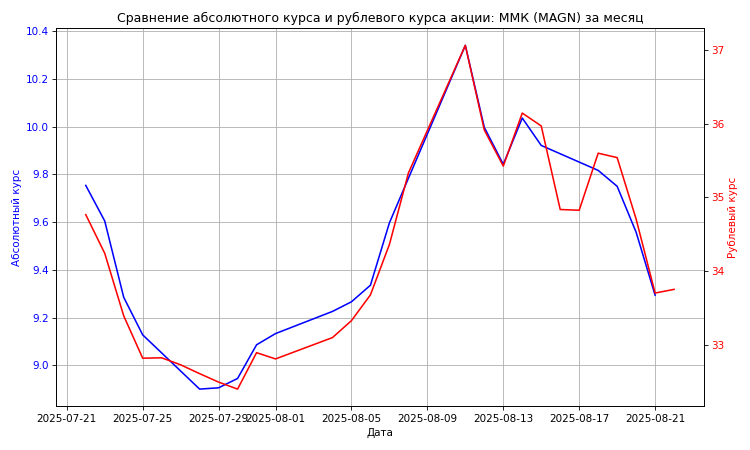 Сравнение абсолютного курса и рублевого курса акции: ММК (MAGN) за месяц
10.4
10.2
10.0
9.8
9.6
9.4
9.2
9.0
Абсолютный курс
37
36
35
34
33
Рублевый курс
2025-07-21 2025-07-25 2025-07-29 2025-08-01 2025-08-05 2025-08-09 2025-08-13 2025-08-17 2025-08-21
Дата